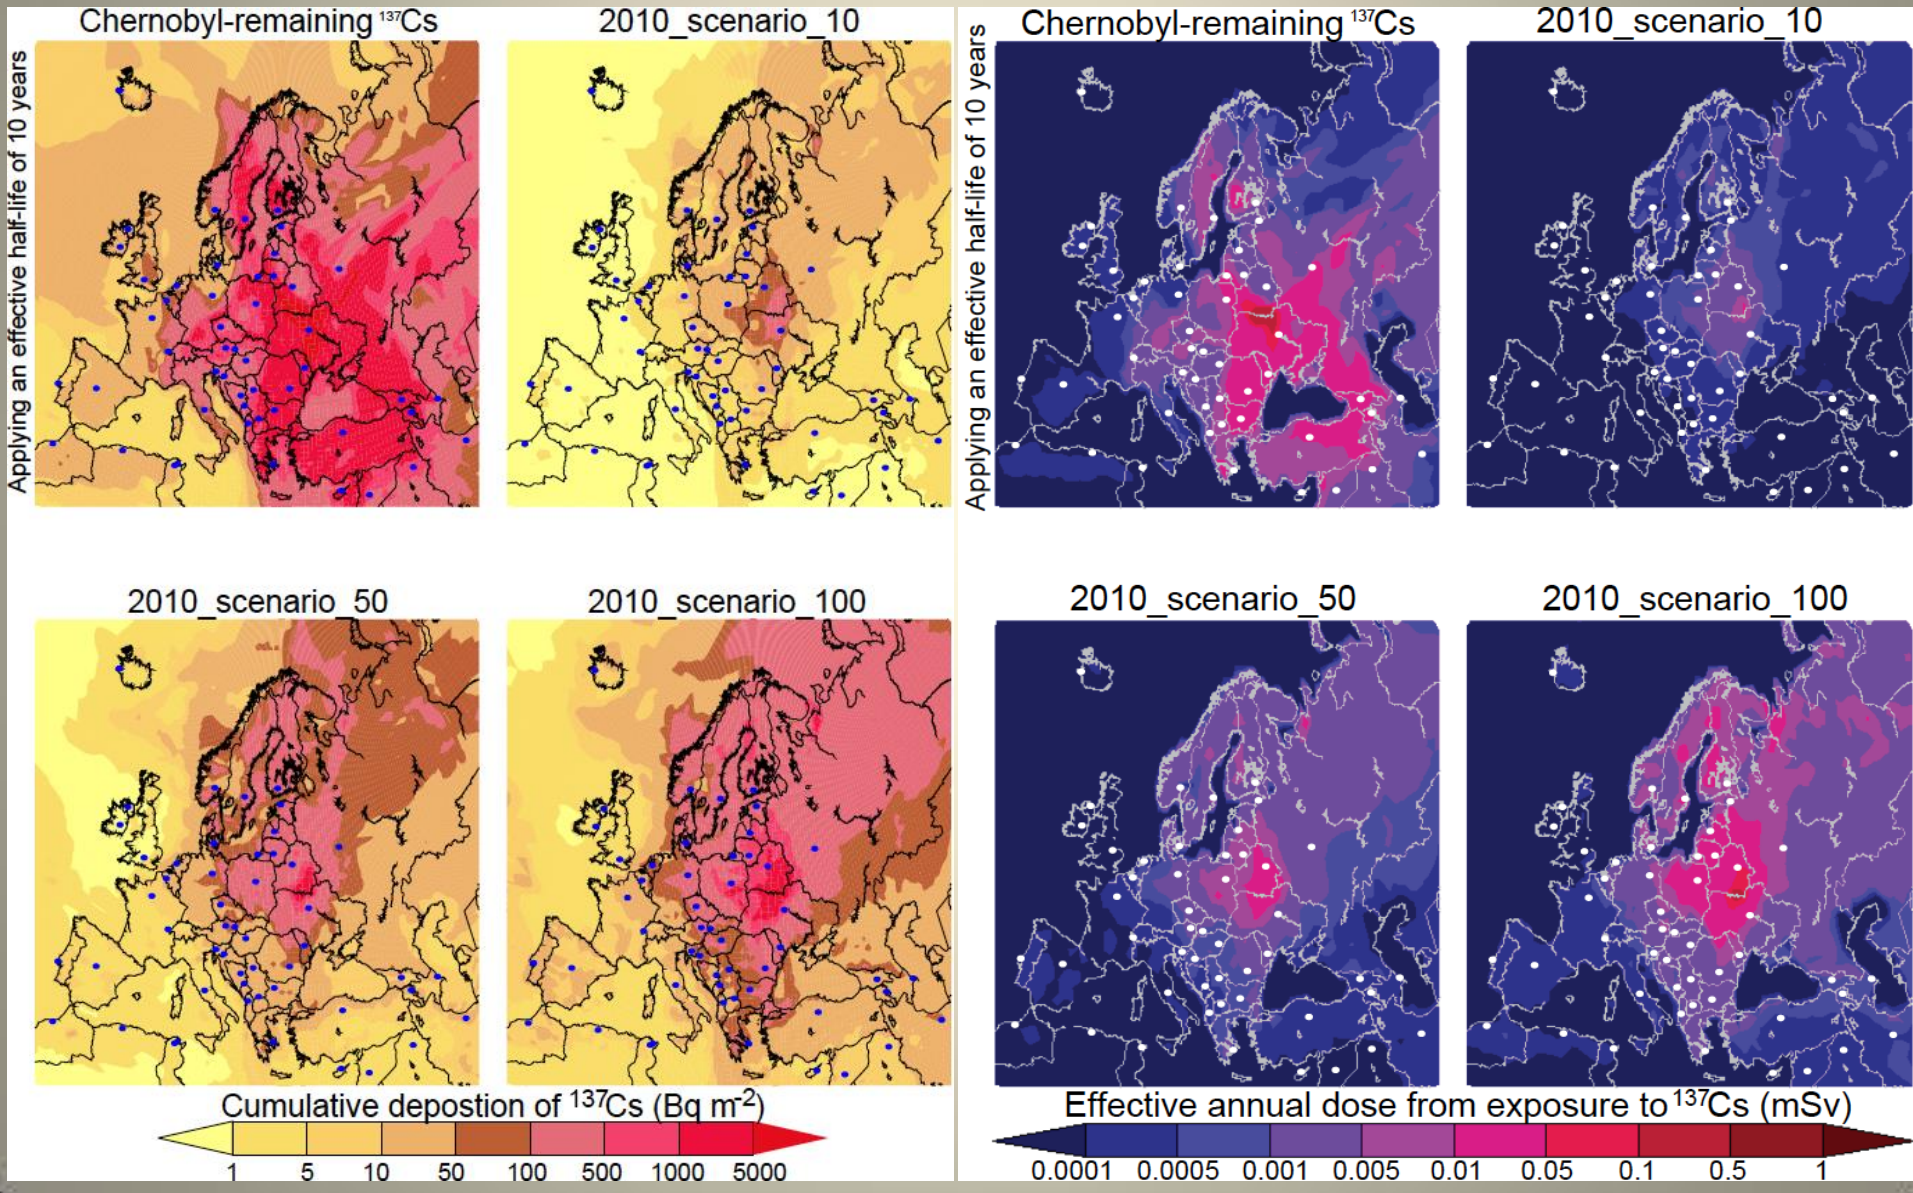 Chernobyl-remaining ¹³⁷Cs
2010_scenario_10
Applying an effective half-life of 10 years
2010_scenario_50
2010_scenario_100
Cumulative depostion of ¹³⁷Cs (Bq m⁻²)
1 5 10 50 100 500 1000 5000
Chernobyl-remaining ¹³⁷Cs
2010_scenario_10
Applying an effective half-life of 10 years
2010_scenario_50
2010_scenario_100
Effective annual dose from exposure to ¹³⁷Cs (mSv)
0.0001 0.0005 0.001 0.005 0.01 0.05 0.1 0.5 1